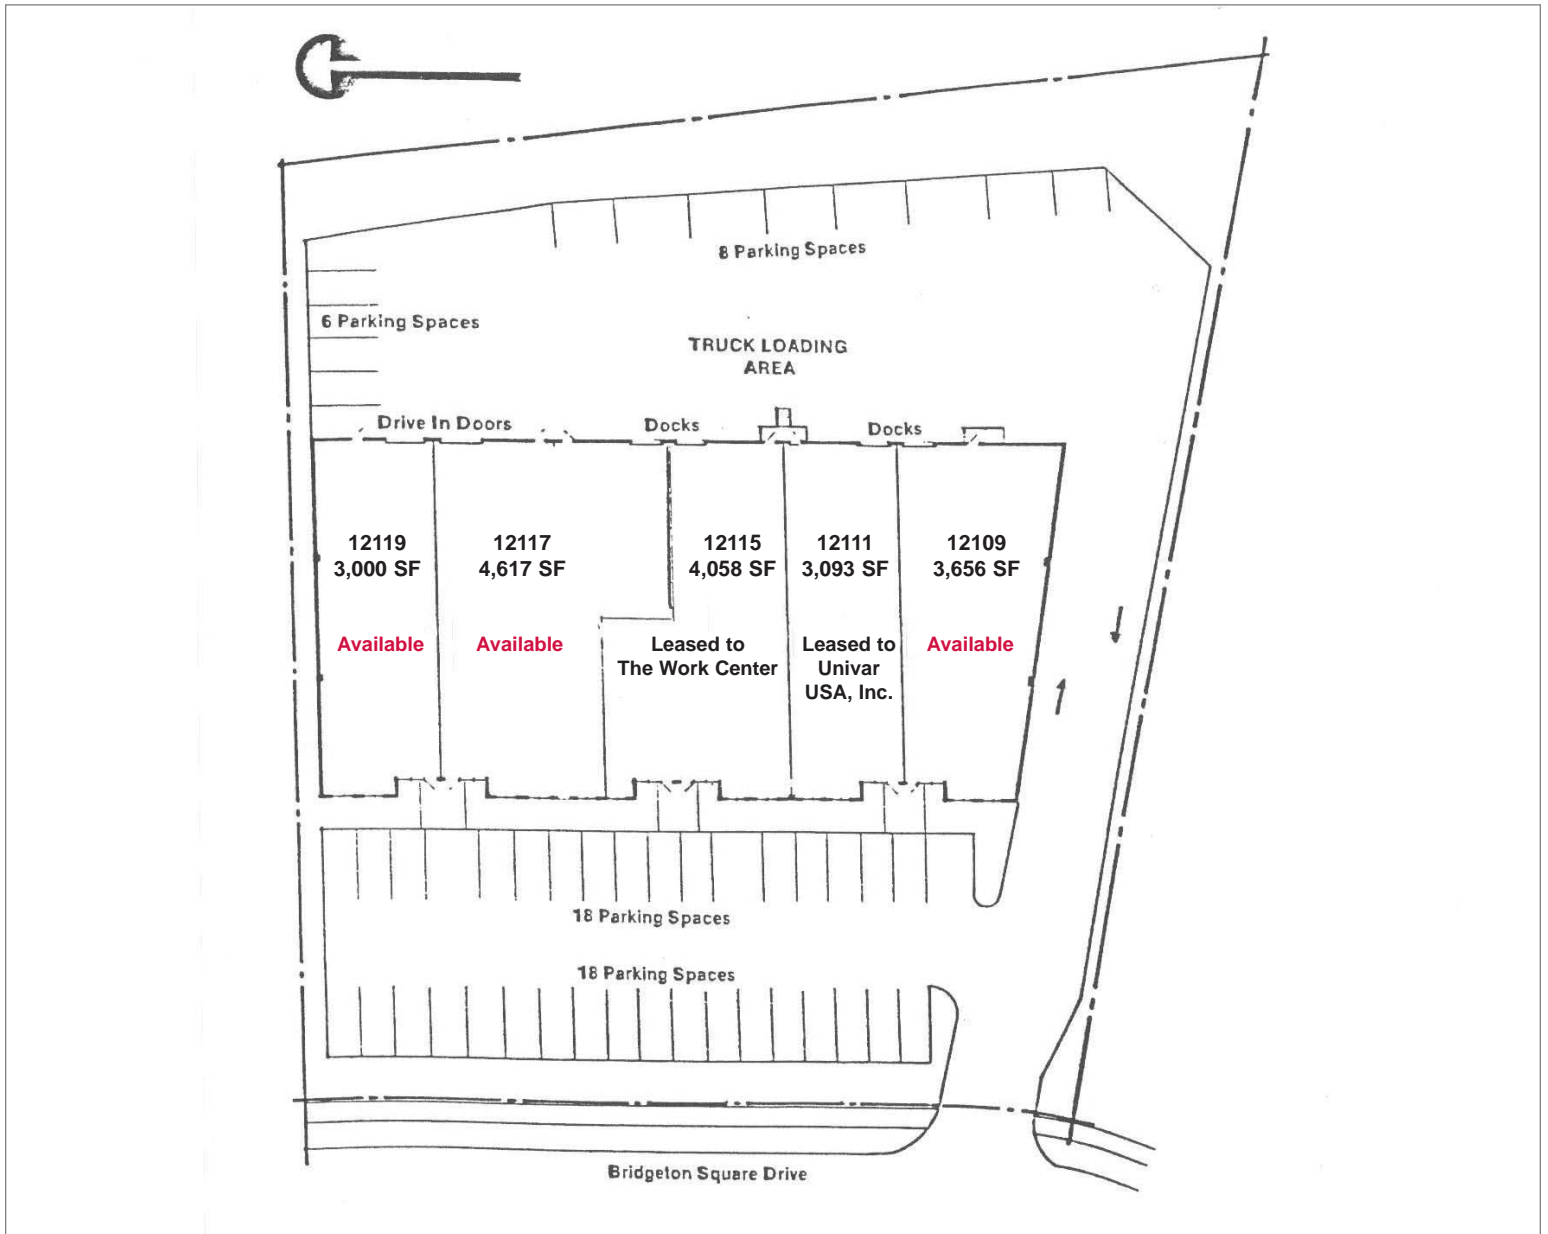 8 Parking Spaces
6 Parking Spaces
TRUCK LOADING
AREA
Drive In Doors
Docks
Docks
12119
3,000 SF
Available
12117
4,617 SF
Available
12115
4,058 SF
Leased to
The Work Center
12111
3,093 SF
Leased to
Univar
USA, Inc.
12109
3,656 SF
Available
18 Parking Spaces
18 Parking Spaces
Bridgeton Square Drive